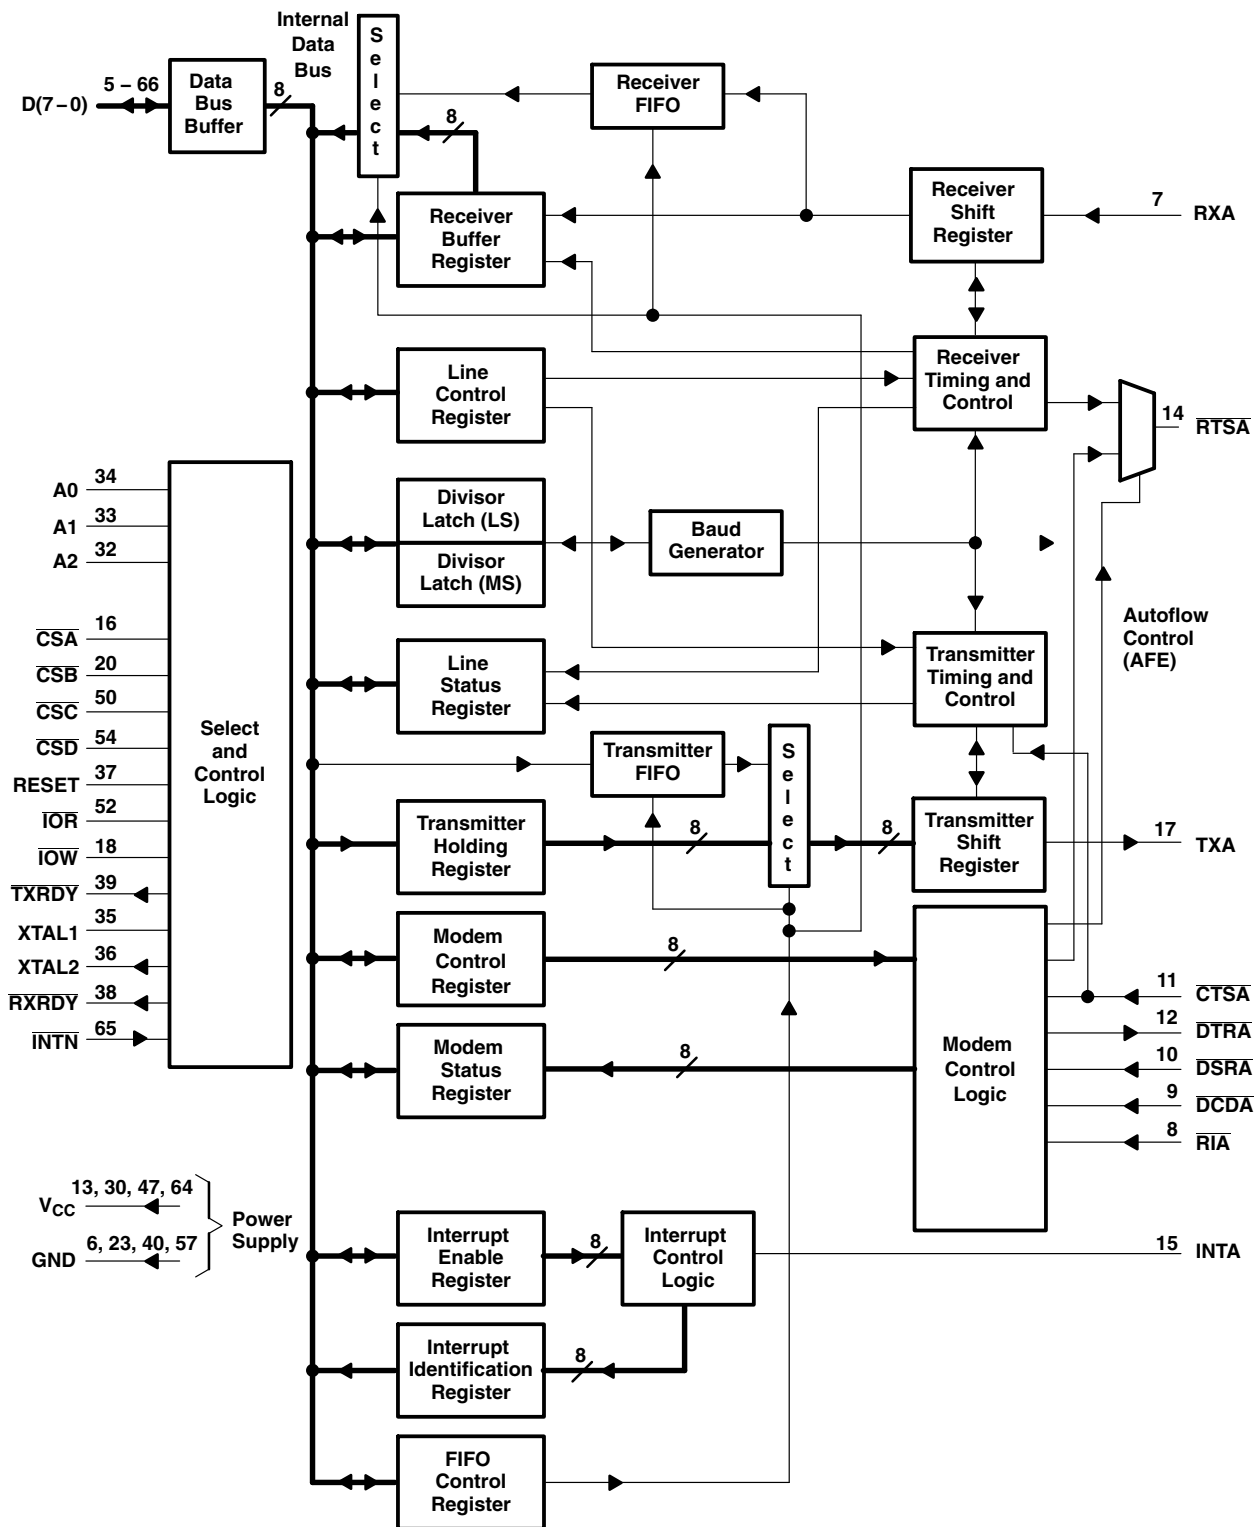 Internal
Data
Bus
S
e
l
e
c
t
5 – 66
D(7–0)
Data
Bus
Buffer
8
8
Receiver
FIFO
Receiver
Buffer
Register
Receiver
Shift
Register
7
RXA
Line
Control
Register
Receiver
Timing and
Control
14
RTSA
Divisor
Latch (LS)
Divisor
Latch (MS)
Baud
Generator
Autoflow
Control
(AFE)
Line
Status
Register
Transmitter
Timing and
Control
Transmitter
FIFO
S
e
l
e
c
t
Transmitter
Holding
Register
8
8
Transmitter
Shift
Register
17
TXA
A0
34
A1
33
A2
32
CSA
16
CSB
20
CSC
50
CSD
54
RESET
37
IOR
52
IOW
18
TXRDY
39
XTAL1
35
XTAL2
36
RXRDY
38
INTN
65
Select
and
Control
Logic
Modem
Control
Register
8
Modem
Status
Register
8
Modem
Control
Logic
11
CTSA
12
DTRA
10
DSRA
9
DCDA
8
RIA
VCC
13, 30, 47, 64
GND
6, 23, 40, 57
Power
Supply
Interrupt
Enable
Register
8
Interrupt
Control
Logic
15
INTA
Interrupt
Identification
Register
8
FIFO
Control
Register